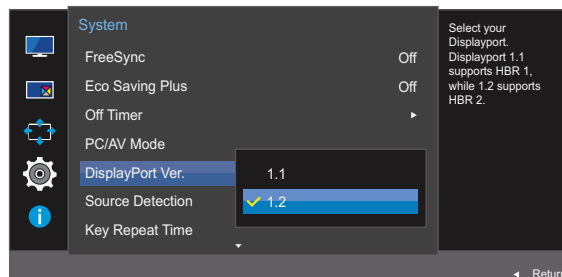 System
FreeSync Off
Eco Saving Plus Off
Off Timer
PC/AV Mode
DisplayPort Ver. 1.1
1.2
Source Detection
Key Repeat Time
Select your
Displayport.
Displayport 1.1
supports HBR 1,
while 1.2 supports
HBR 2.
Return